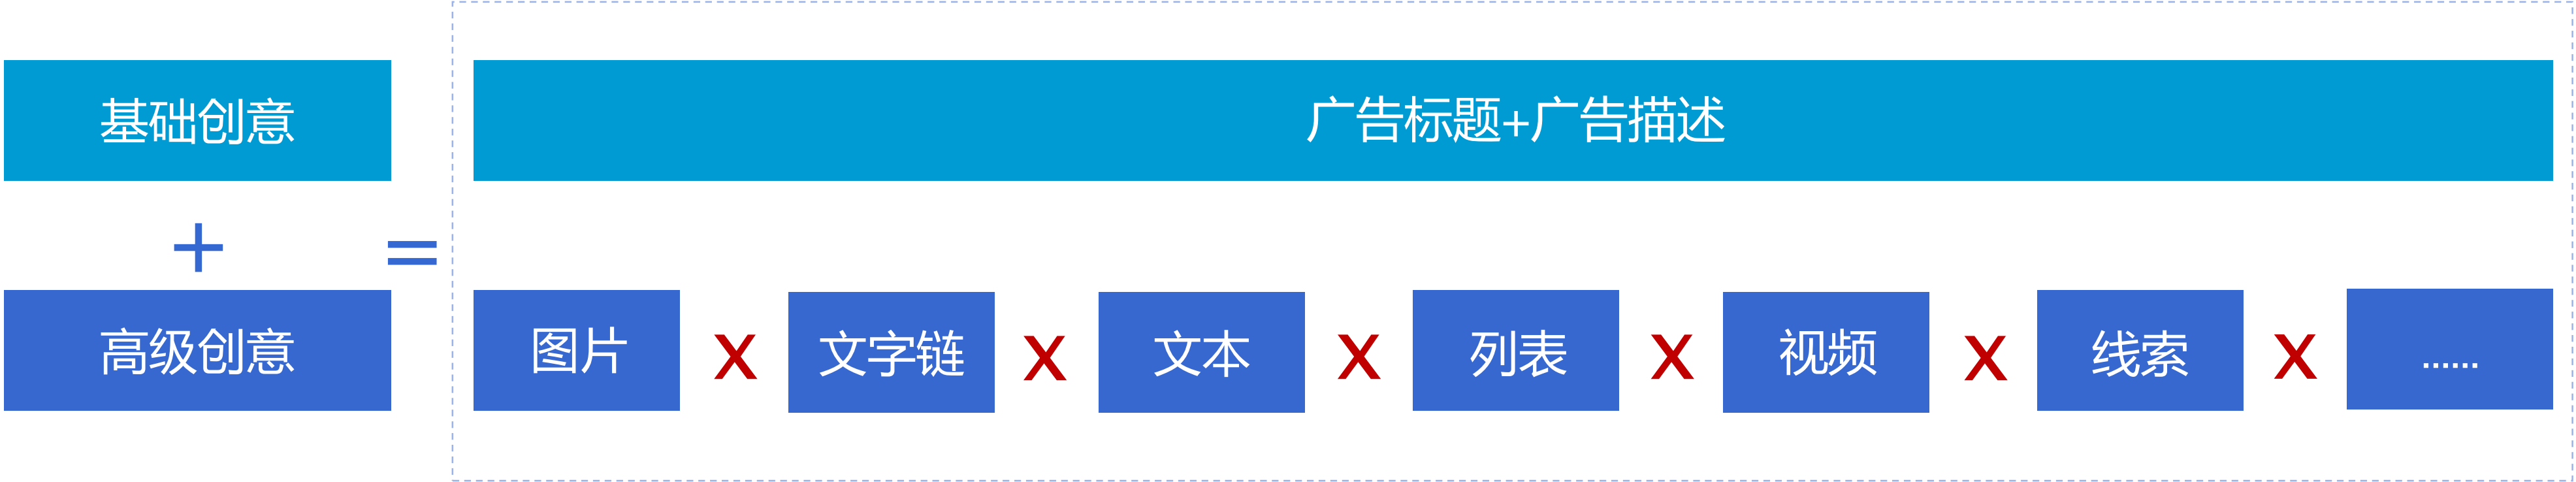 基础创意
广告标题+广告描述
+
=
高级创意
图片 X 文字链 X 文本 X 列表 X 视频 X 线索 X ......